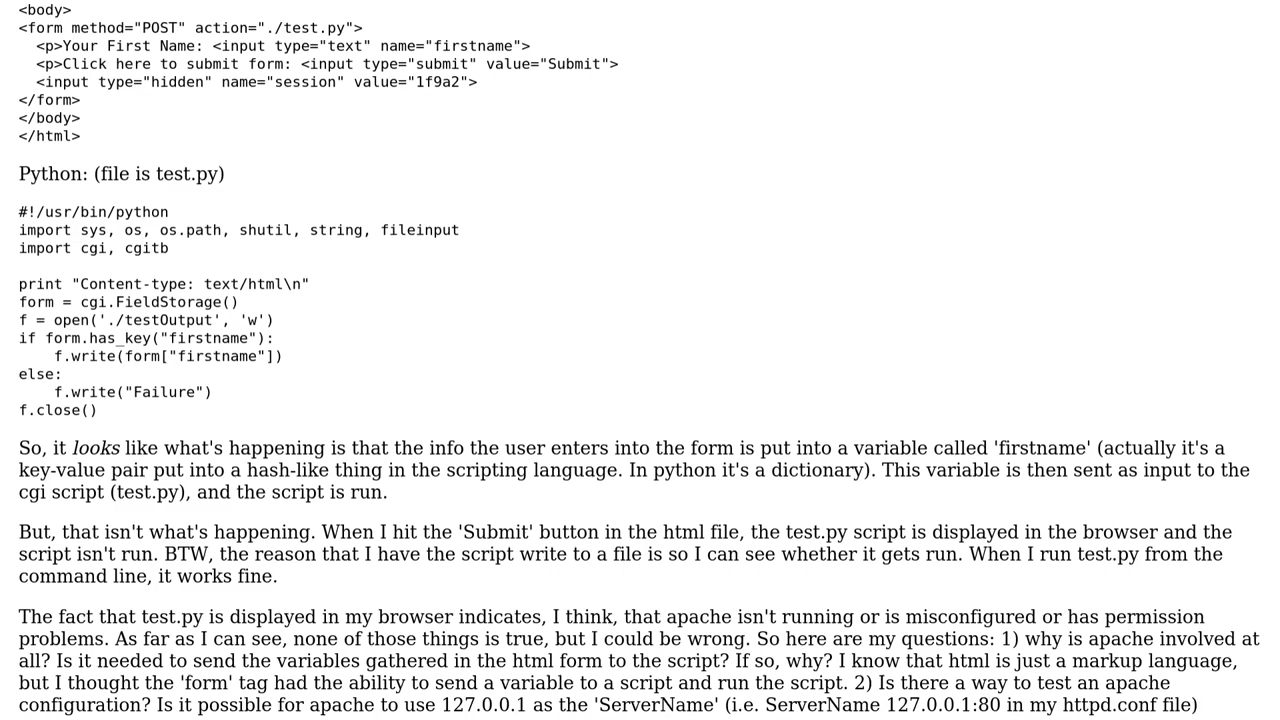 <body>
<form method="POST" action="./test.py">
  <p>Your First Name: <input type="text" name="firstname">
  <p>Click here to submit form: <input type="submit" value="Submit">
  <input type="hidden" name="session" value="1f9a2">
</form>
</body>
</html>
Python: (file is test.py)
#!/usr/bin/python
import sys, os, os.path, shutil, string, fileinput
import cgi, cgitb
print "Content-type: text/html\n"
form = cgi.FieldStorage()
f = open('./testOutput', 'w')
if form.has_key("firstname"):
    f.write(form["firstname"])
else:
    f.write("Failure")
f.close()
So, it looks like what's happening is that the info the user enters into the form is put into a variable called 'firstname' (actually it's a
key-value pair put into a hash-like thing in the scripting language. In python it's a dictionary). This variable is then sent as input to the
cgi script (test.py), and the script is run.
But, that isn't what's happening. When I hit the 'Submit' button in the html file, the test.py script is displayed in the browser and the
script isn't run. BTW, the reason that I have the script write to a file is so I can see whether it gets run. When I run test.py from the
command line, it works fine.
The fact that test.py is displayed in my browser indicates, I think, that apache isn't running or is misconfigured or has permission
problems. As far as I can see, none of those things is true, but I could be wrong. So here are my questions: 1) why is apache involved at
all? Is it needed to send the variables gathered in the html form to the script? If so, why? I know that html is just a markup language,
but I thought the 'form' tag had the ability to send a variable to a script and run the script. 2) Is there a way to test an apache
configuration? Is it possible for apache to use 127.0.0.1 as the 'ServerName' (i.e. ServerName 127.0.0.1:80 in my httpd.conf file)